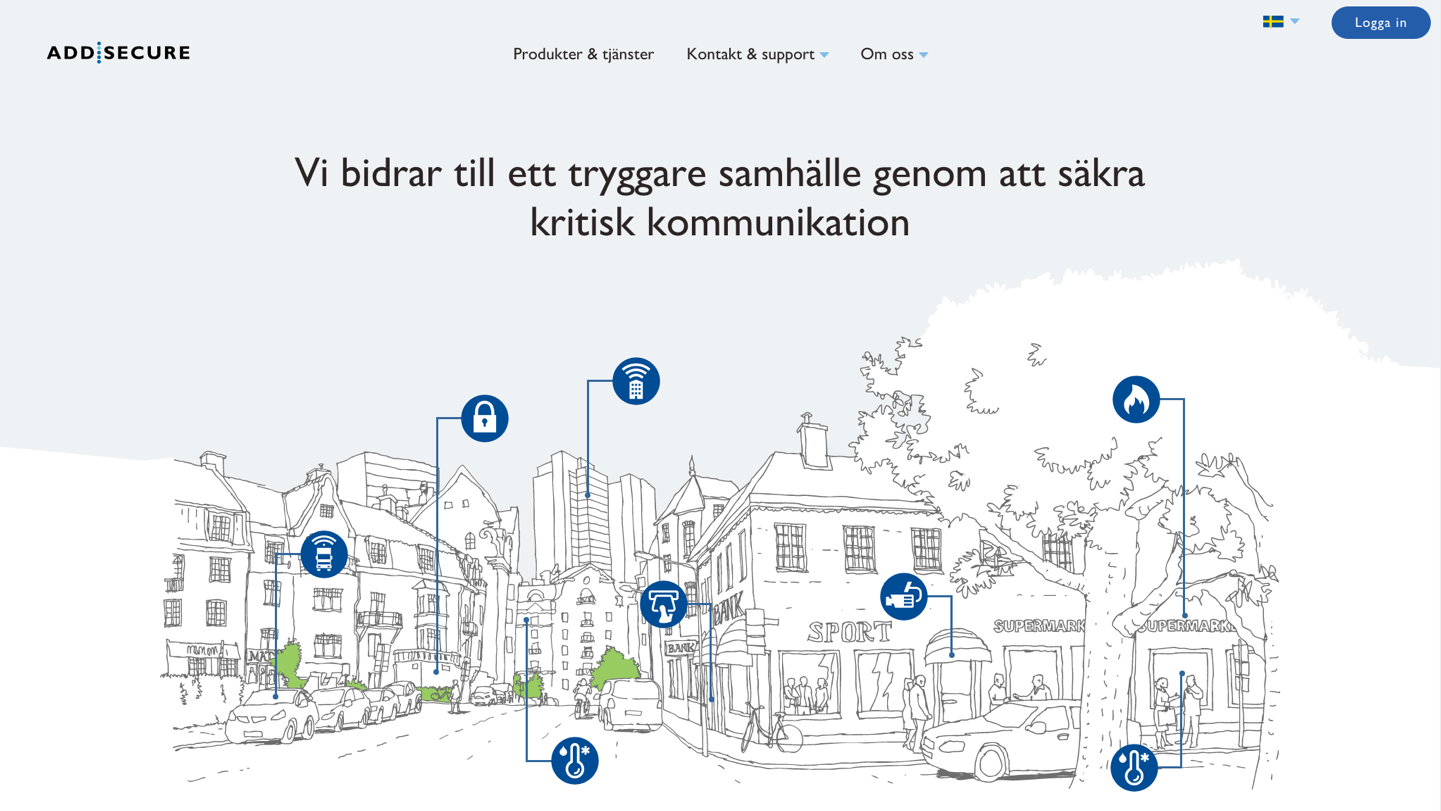 Logga in
ADDSECURE
Produkter & tjänster
Kontakt & support
Om oss
Vi bidrar till ett tryggare samhälle genom att säkra
kritisk kommunikation
BANK
SPORT
SUPERMARK
SUPERMARKE
BANK